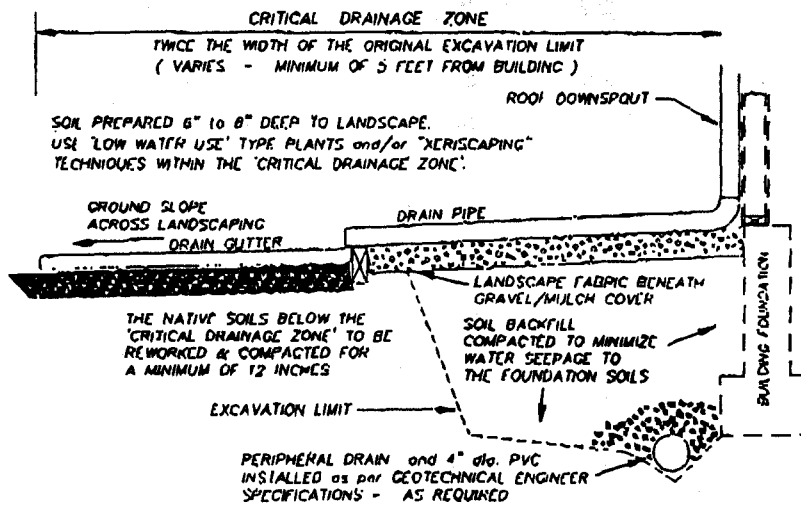 CRITICAL DRAINAGE ZONE
TWICE THE WIDTH OF THE ORIGINAL EXCAVATION LIMIT
( VARIES - MINIMUM OF 5 FEET FROM BUILDING )
ROOF DOWNSPOUT
SOIL PREPARED 6" to 8" DEEP TO LANDSCAPE.
USE 'LOW WATER USE' TYPE PLANTS and/or "XERISCAPING"
TECHNIQUES WITHIN THE 'CRITICAL DRAINAGE ZONE'.
GROUND SLOPE
ACROSS LANDSCAPING
DRAIN GUTTER
DRAIN PIPE
LANDSCAPE FABRIC BENEATH
GRAVEL/MULCH COVER
THE NATIVE SOILS BELOW THE
'CRITICAL DRAINAGE ZONE' TO BE
REWORKED & COMPACTED FOR
A MINIMUM OF 12 INCHES
SOIL BACKFILL
COMPACTED TO MINIMIZE
WATER SEEPAGE TO
THE FOUNDATION SOILS
BUILDING FOUNDATION
EXCAVATION LIMIT
PERIPHERAL DRAIN and 4" dia. PVC
INSTALLED as per GEOTECHNICAL ENGINEER
SPECIFICATIONS - AS REQUIRED